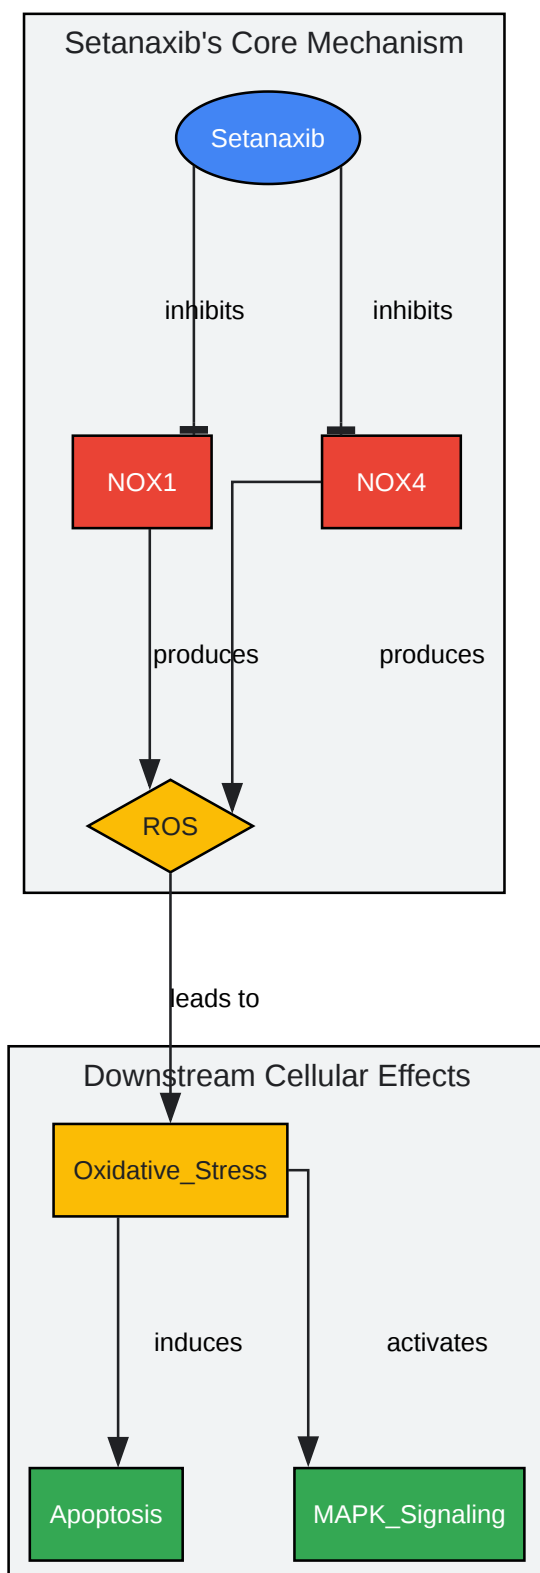 Setanaxib's Core Mechanism
Setanaxib
inhibits
inhibits
NOX1
NOX4
produces
produces
ROS
leads to
Downstream Cellular Effects
Oxidative_Stress
induces
activates
Apoptosis
MAPK_Signaling